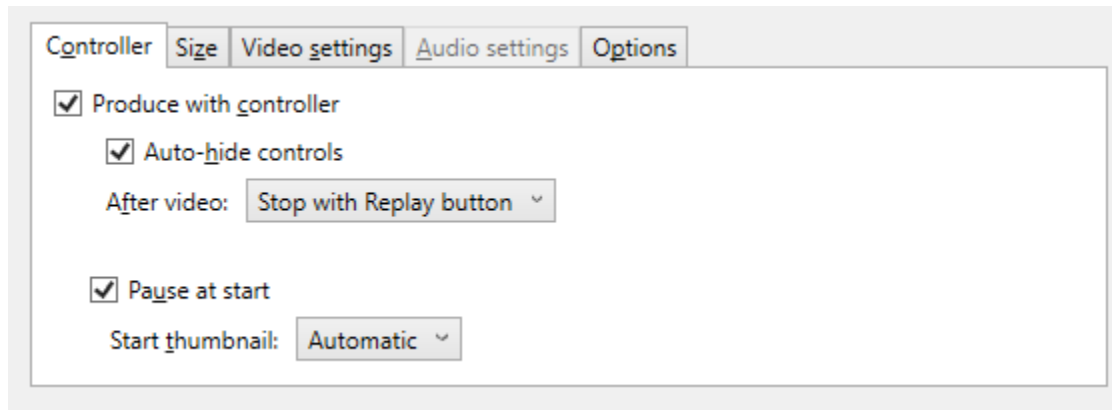 Controller Size Video settings Audio settings Options
Produce with controller
Auto-hide controls
After video: Stop with Replay button
Pause at start
Start thumbnail: Automatic